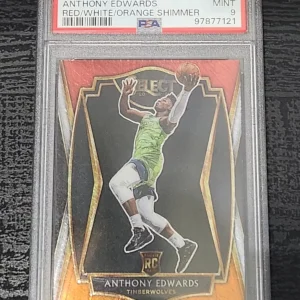 ANTHONY EDWARDS MINT
RED/WHITE/ORANGE SHIMMER 9
PSA 97877121
SELECT
RC
ANTHONY EDWARDS
TIMBERWOLVES